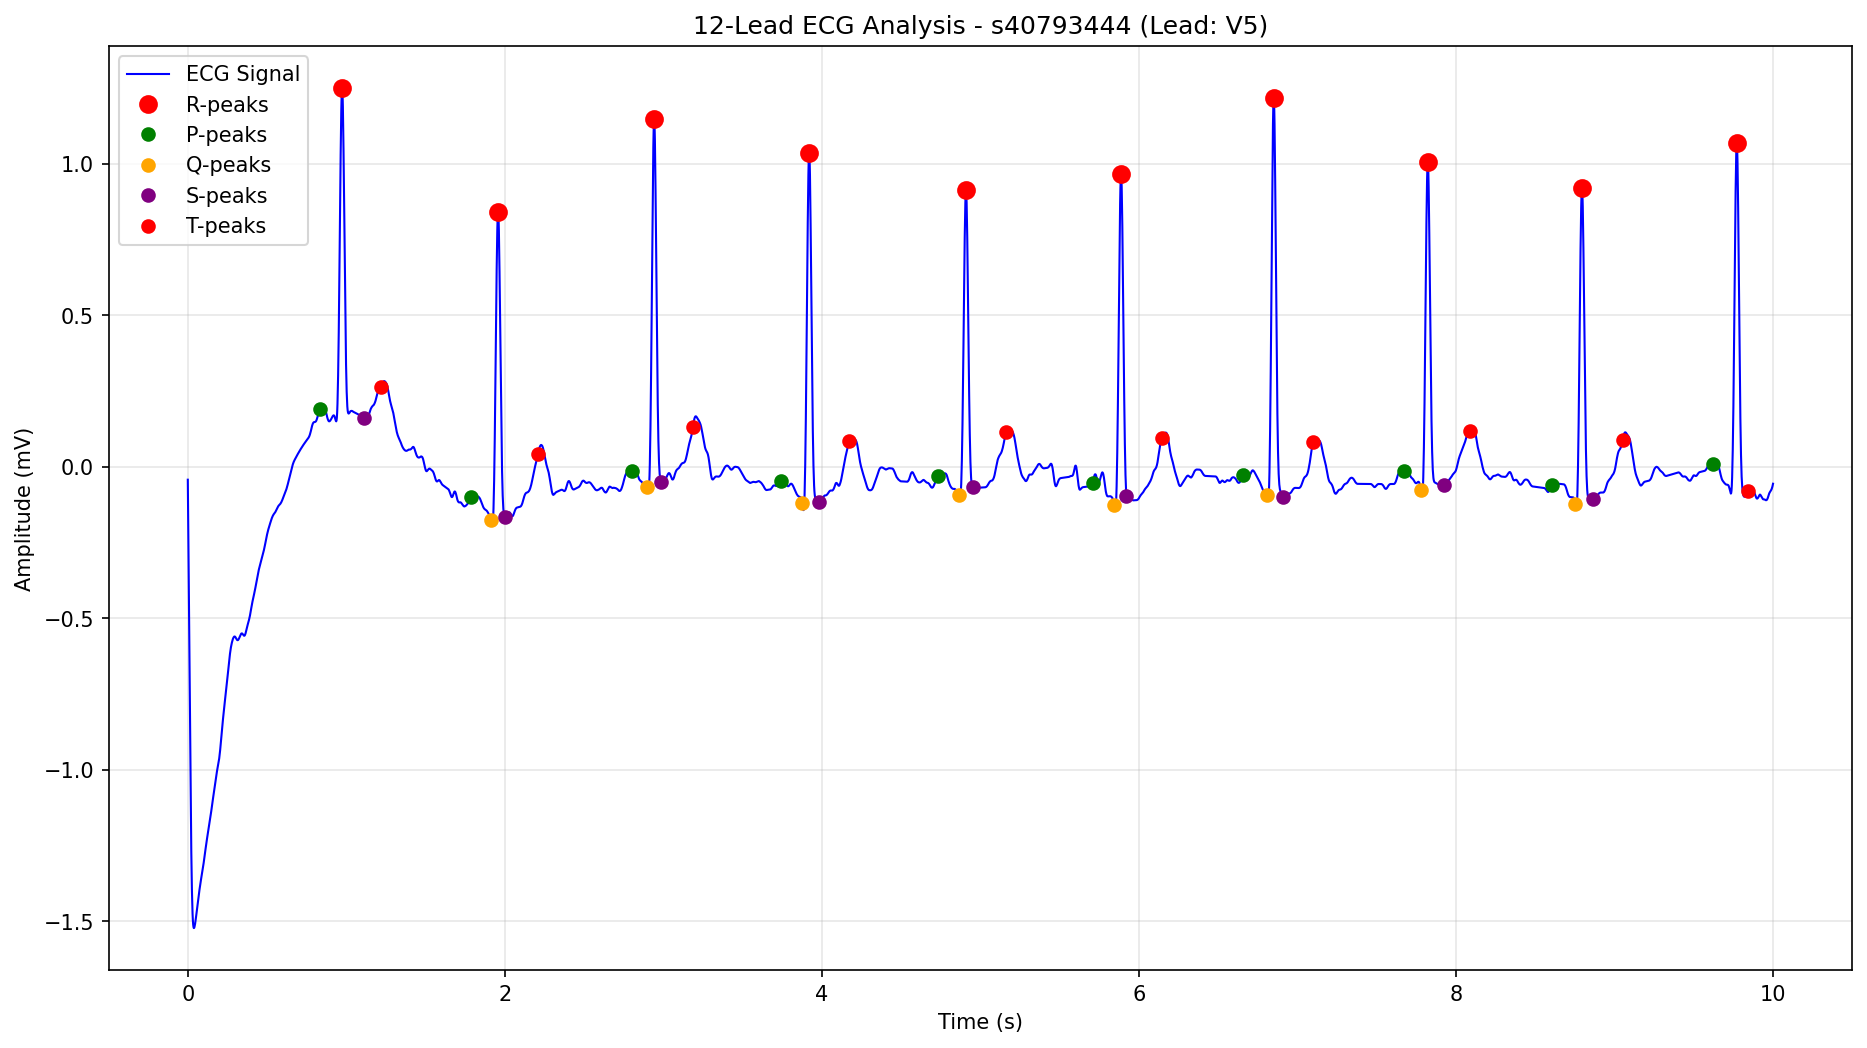 12-Lead ECG Analysis - s40793444 (Lead: V5)
ECG Signal
R-peaks
P-peaks
Q-peaks
S-peaks
T-peaks
Amplitude (mV)
1.0
0.5
0.0
−0.5
−1.0
−1.5
0
2
4
6
8
10
Time (s)